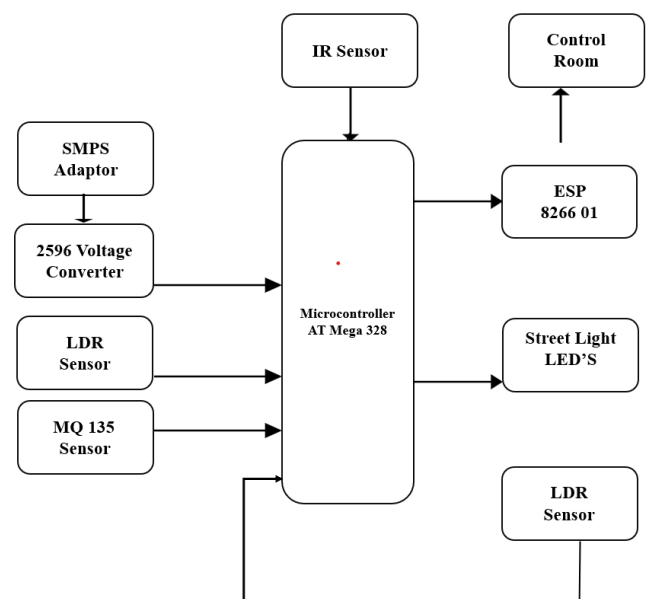 IR Sensor
Control
Room
SMPS
Adaptor
ESP
8266 01
2596 Voltage
Converter
Microcontroller
AT Mega 328
LDR
Sensor
Street Light
LED'S
MQ 135
Sensor
LDR
Sensor